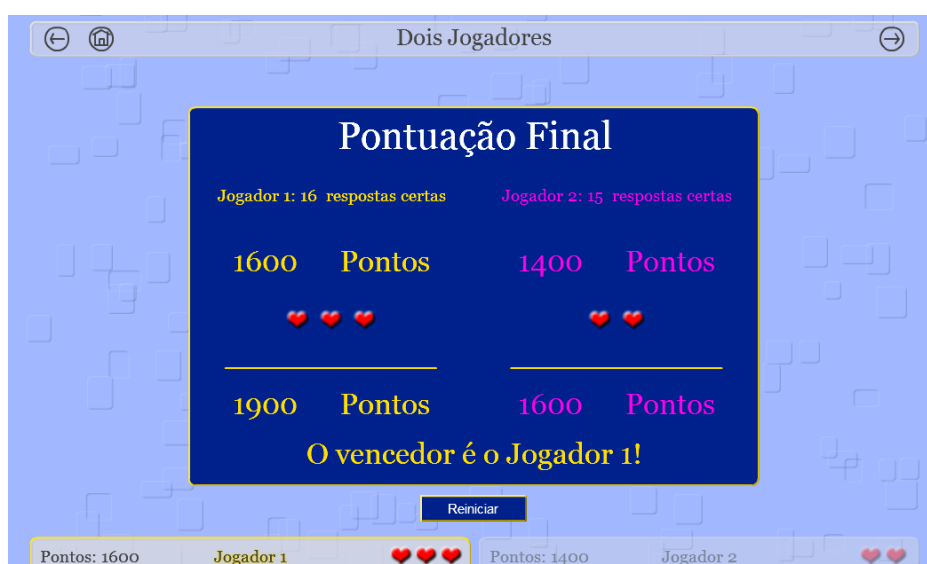 Dois Jogadores
Pontuação Final
Jogador 1: 16 respostas certas
Jogador 2: 15 respostas certas
1600 Pontos
1400 Pontos
1900 Pontos
1600 Pontos
O vencedor é o Jogador 1!
Reiniciar
Pontos: 1600 Jogador 1
Pontos: 1400 Jogador 2